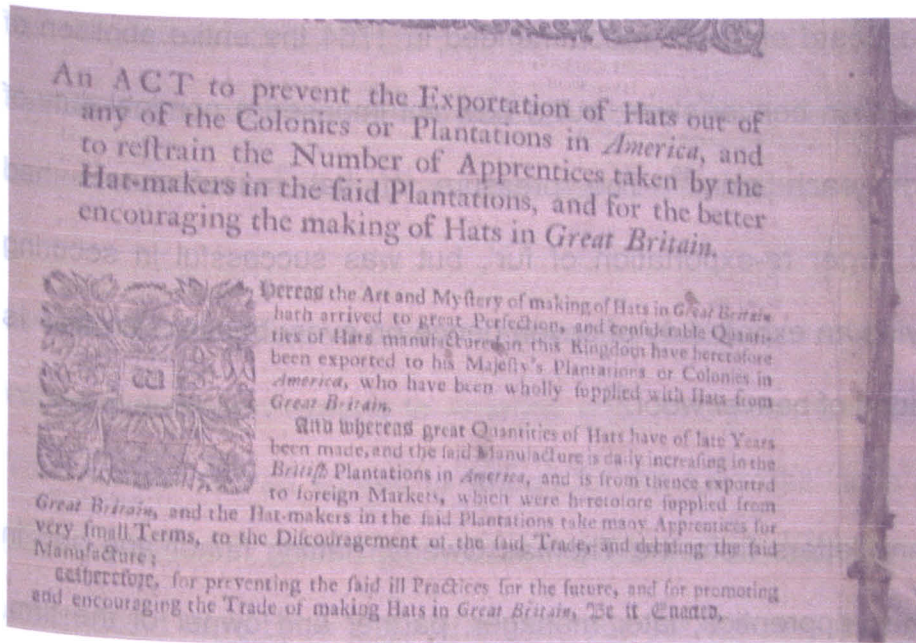 An ACT to prevent the Exportation of Hats out of
any of the Colonies or Plantations in America, and
to reſtrain the Number of Apprentices taken by the
Hat-makers in the ſaid Plantations, and for the better
encouraging the making of Hats in Great Britain.
Whereas the Art and Myſtery of making of Hats in Great Britain
hath arrived to great Perfection, and conſiderable Quanti-
ties of Hats manufactured in this Kingdom have heretofore
been exported to his Majeſty's Plantations or Colonies in
America, who have been wholly ſupplied with Hats from
Great Britain.
And whereas great Quantities of Hats have of late Years
been made, and the ſaid Manufacture is daily increaſing in the
Britiſh Plantations in America, and is from thence exported
to foreign Markets, which were heretofore ſupplied from
Great Britain, and the Hat-makers in the ſaid Plantations take many Apprentices for
very ſmall Terms, to the Diſcouragement of the ſaid Trade, and debaſing the ſaid
Manufacture;
Wherefore, for preventing the ſaid ill Practices for the future, and for promoting
and encouraging the Trade of making Hats in Great Britain, Be it Enacted,